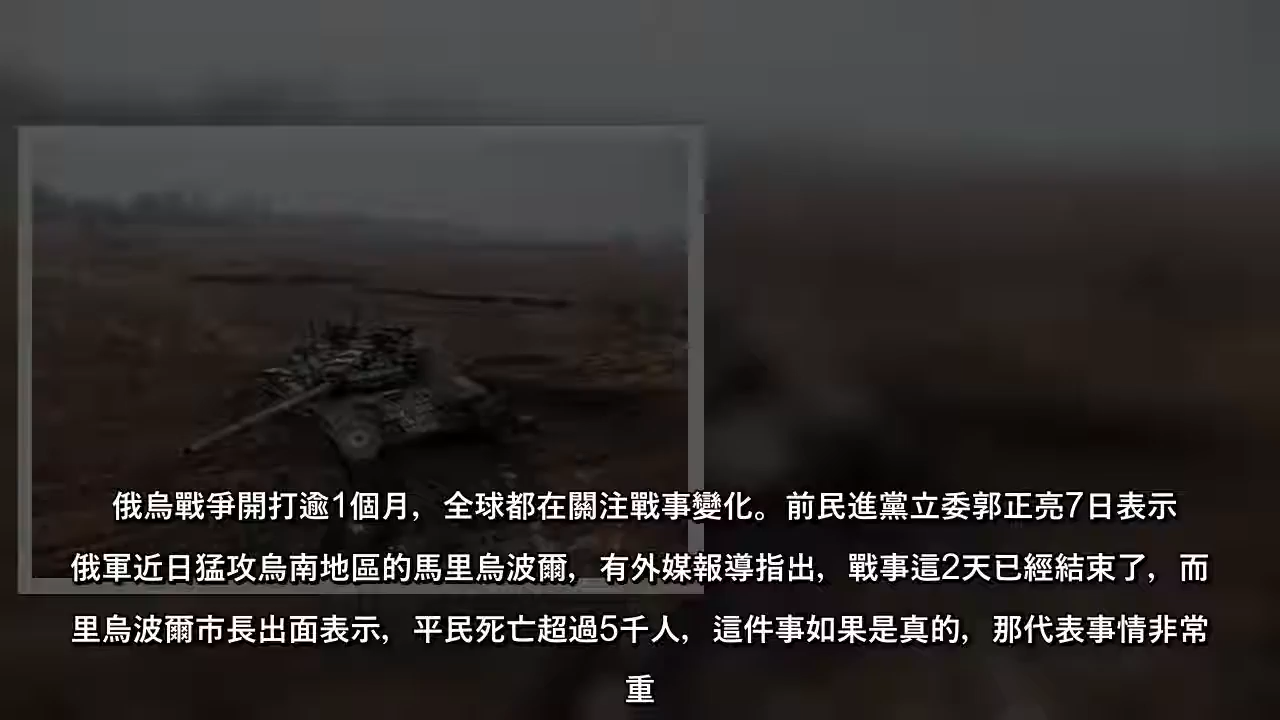 俄烏戰爭開打逾1個月，全球都在關注戰事變化。前民進黨立委郭正亮7日表示
俄軍近日猛攻烏南地區的馬里烏波爾，有外媒報導指出，戰事這2天已經結束了，而
里烏波爾市長出面表示，平民死亡超過5千人，這件事如果是真的，那代表事情非常
重